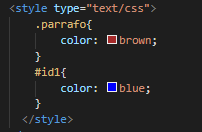 <style type="text/css">
.parrafo{
color: brown;
}
#id1{
color: blue;
}
</style>